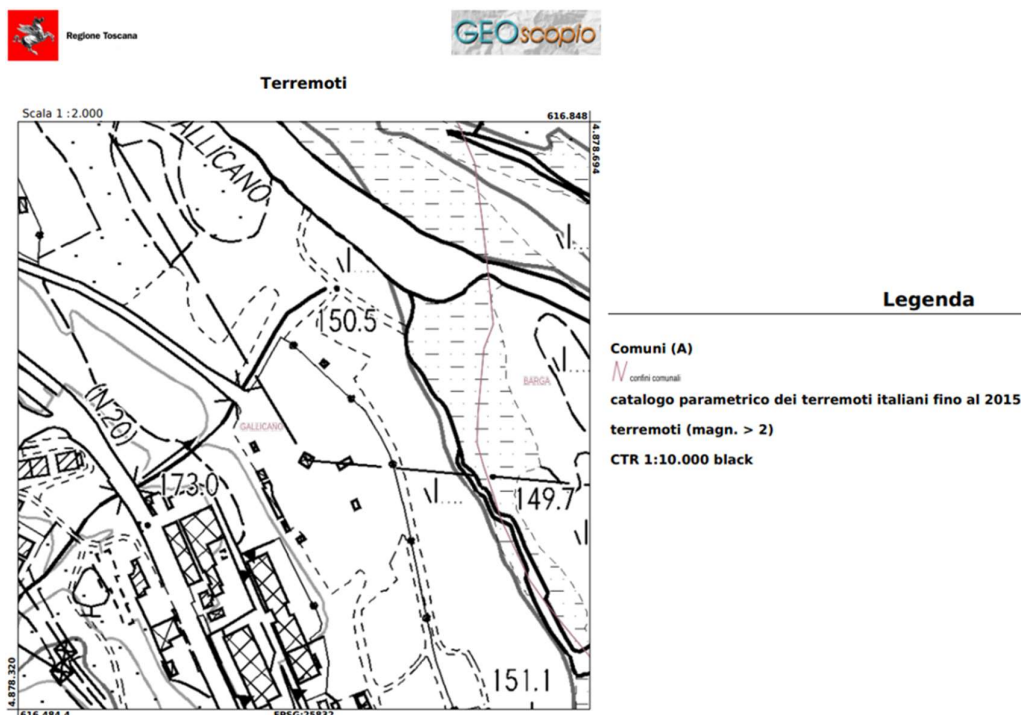 Regione Toscana
GEOscopio
Terremoti
Scala 1 : 2.000
616.848
4.878.694
ALLICANO
150.5
(N.20)
GALLICANO
BARGA
173.0
149.7
151.1
4.878.320
616.484,4
EPSG:25832
Legenda
Comuni (A)
confini comunali
catalogo parametrico dei terremoti italiani fino al 2015
terremoti (magn. > 2)
CTR 1:10.000 black